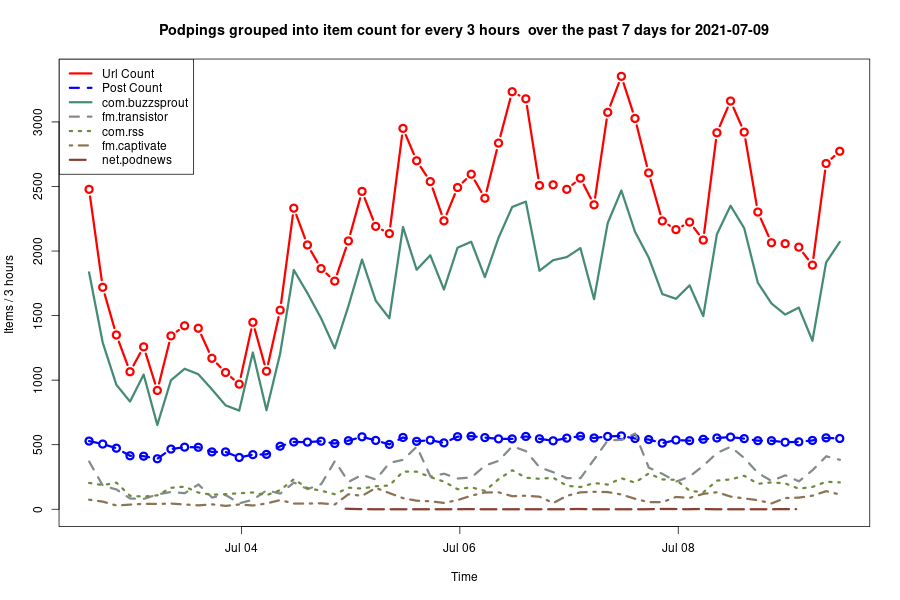 Podpings grouped into item count for every 3 hours  over the past 7 days for 2021-07-09
Url Count
Post Count
com.buzzsprout
fm.transistor
com.rss
fm.captivate
net.podnews
Items / 3 hours
3000
2500
2000
1500
1000
500
0
Jul 04
Jul 06
Jul 08
Time